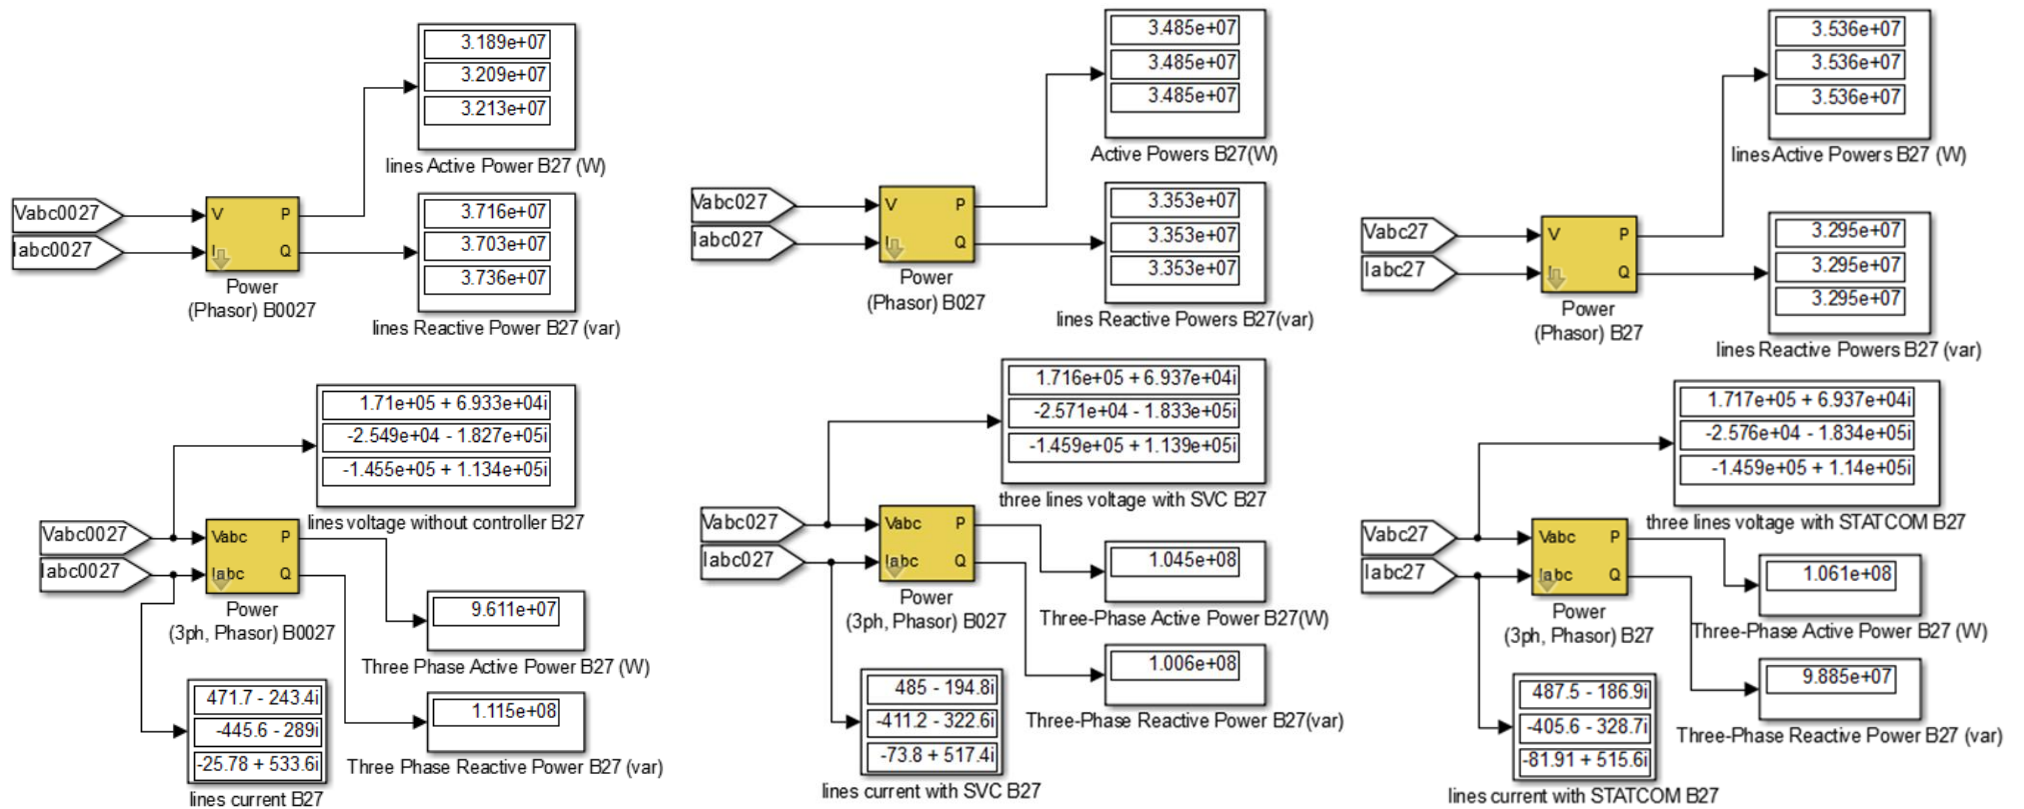 3.189e+07
3.209e+07
3.213e+07
lines Active Power B27 (W)
Vabc0027
Iabc0027
V
P
I
Q
Power
(Phasor) B0027
3.716e+07
3.703e+07
3.736e+07
lines Reactive Power B27 (var)
1.71e+05 + 6.933e+04i
-2.549e+04 - 1.827e+05i
-1.455e+05 + 1.134e+05i
lines voltage without controller B27
Vabc0027
Iabc0027
Vabc
P
Iabc
Q
Power
(3ph, Phasor) B0027
9.611e+07
Three Phase Active Power B27 (W)
1.115e+08
Three Phase Reactive Power B27 (var)
471.7 - 243.4i
-445.6 - 289i
-25.78 + 533.6i
lines current B27
3.485e+07
3.485e+07
3.485e+07
Active Powers B27(W)
Vabc027
Iabc027
V
P
I
Q
Power
(Phasor) B027
3.353e+07
3.353e+07
3.353e+07
lines Reactive Powers B27(var)
1.716e+05 + 6.937e+04i
-2.571e+04 - 1.833e+05i
-1.459e+05 + 1.139e+05i
three lines voltage with SVC B27
Vabc027
Iabc027
Vabc
P
Iabc
Q
Power
(3ph, Phasor) B027
1.045e+08
Three-Phase Active Power B27(W)
1.006e+08
Three-Phase Reactive Power B27(var)
485 - 194.8i
-411.2 - 322.6i
-73.8 + 517.4i
lines current with SVC B27
3.536e+07
3.536e+07
3.536e+07
lines Active Powers B27 (W)
Vabc27
Iabc27
V
P
I
Q
Power
(Phasor) B27
3.295e+07
3.295e+07
3.295e+07
lines Reactive Powers B27 (var)
1.717e+05 + 6.937e+04i
-2.576e+04 - 1.834e+05i
-1.459e+05 + 1.14e+05i
three lines voltage with STATCOM B27
Vabc27
Iabc27
Vabc
P
Iabc
Q
Power
(3ph, Phasor) B27
1.061e+08
Three-Phase Active Power B27 (W)
9.885e+07
Three-Phase Reactive Power B27 (var)
487.5 - 186.9i
-405.6 - 328.7i
-81.91 + 515.6i
lines current with STATCOM B27